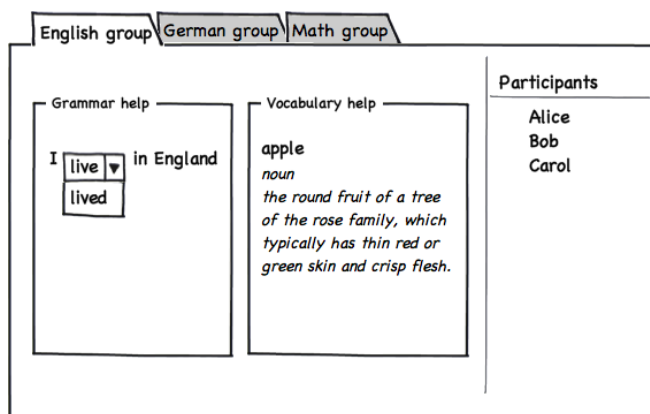 English group German group Math group
Participants
Alice
Bob
Carol
Grammar help
I live in England
lived
Vocabulary help
apple
noun
the round fruit of a tree
of the rose family, which
typically has thin red or
green skin and crisp flesh.